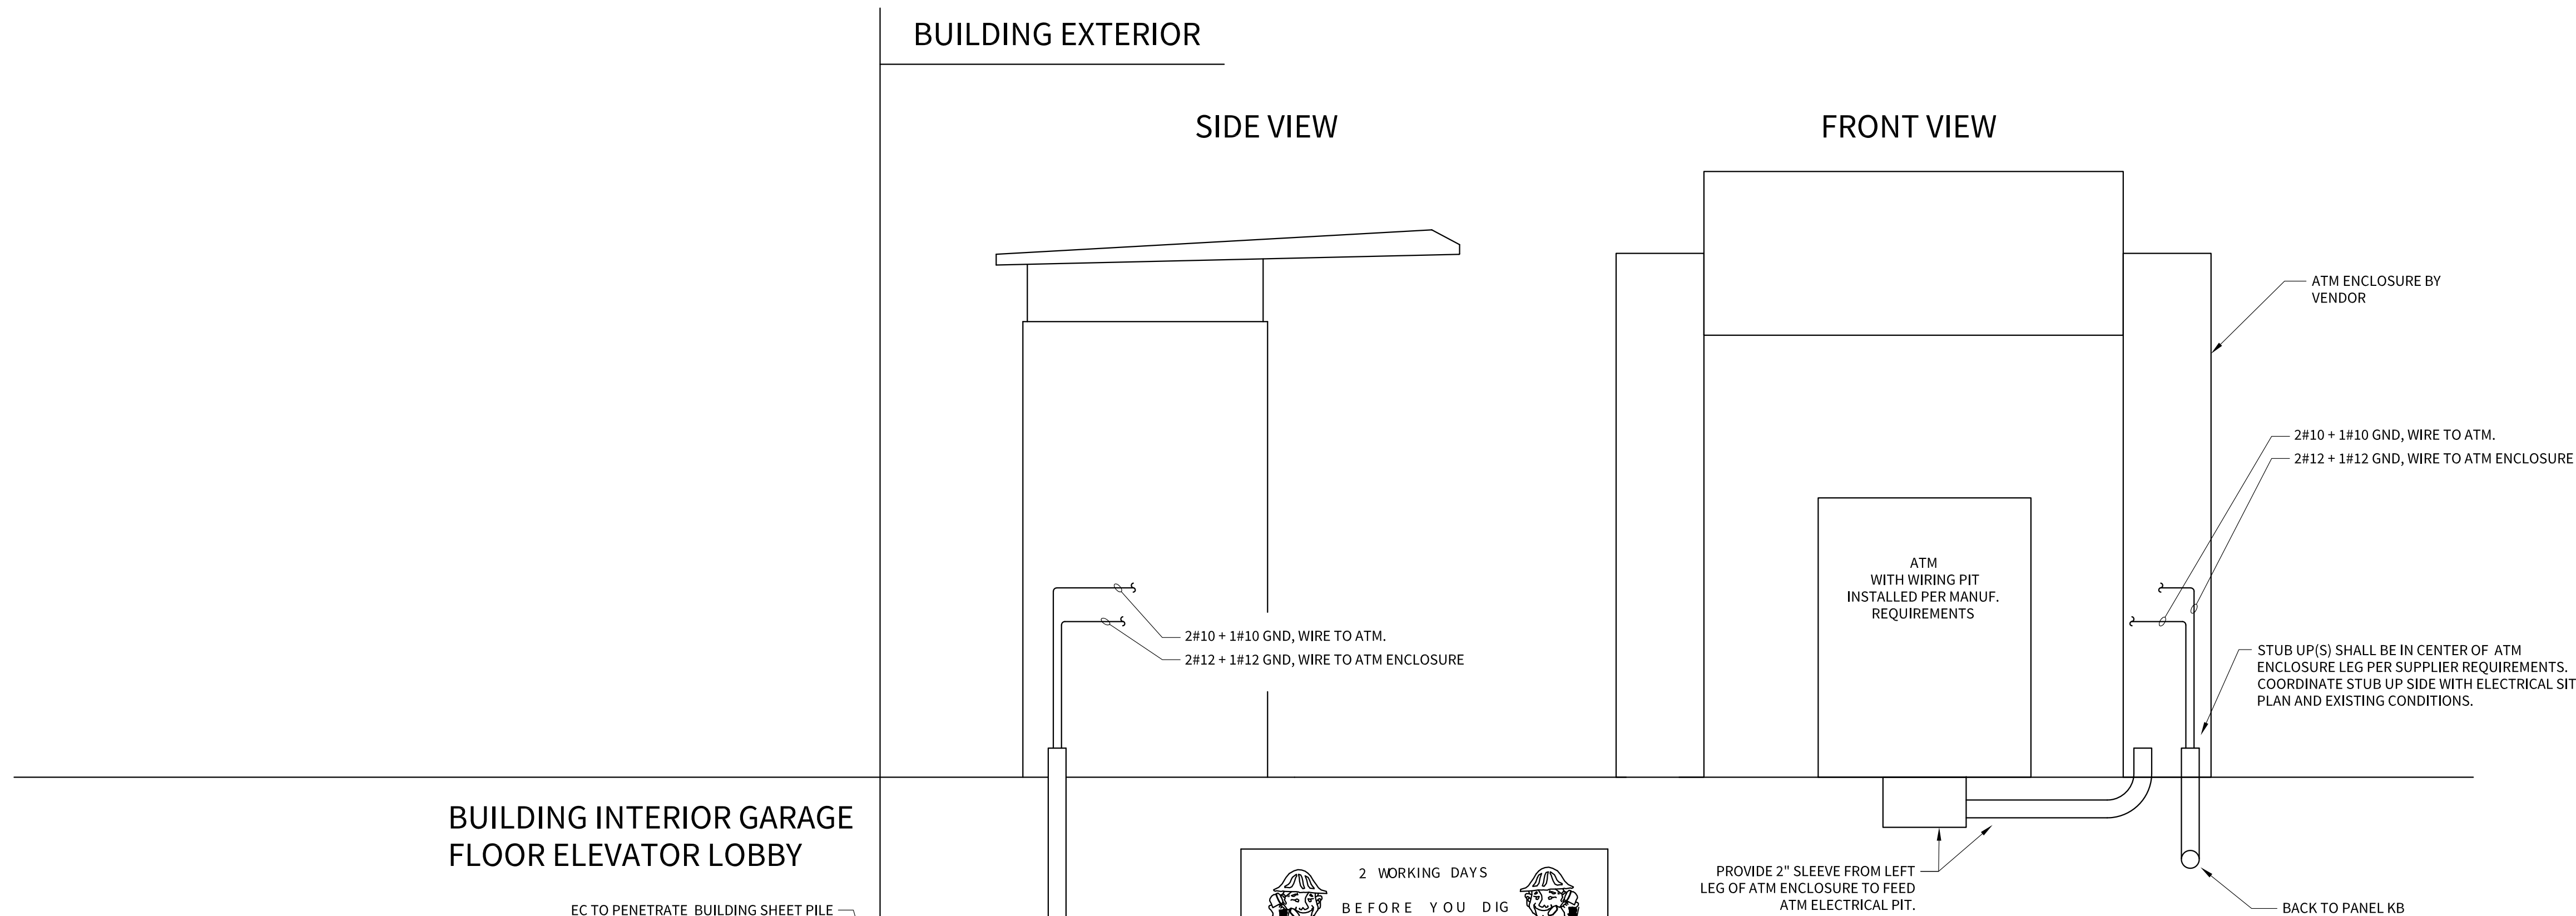 BUILDING EXTERIOR
SIDE VIEW
FRONT VIEW
ATM ENCLOSURE BY
VENDOR
2#10 + 1#10 GND, WIRE TO ATM.
2#12 + 1#12 GND, WIRE TO ATM ENCLOSURE
ATM
WITH WIRING PIT
INSTALLED PER MANUF.
REQUIREMENTS
2#10 + 1#10 GND, WIRE TO ATM.
2#12 + 1#12 GND, WIRE TO ATM ENCLOSURE
STUB UP(S) SHALL BE IN CENTER OF ATM
ENCLOSURE LEG PER SUPPLIER REQUIREMENTS.
COORDINATE STUB UP SIDE WITH ELECTRICAL SIT
PLAN AND EXISTING CONDITIONS.
BUILDING INTERIOR GARAGE
FLOOR ELEVATOR LOBBY
EC TO PENETRATE BUILDING SHEET PILE
2 WORKING DAYS
BEFORE YOU DIG
PROVIDE 2" SLEEVE FROM LEFT
LEG OF ATM ENCLOSURE TO FEED
ATM ELECTRICAL PIT.
BACK TO PANEL KB